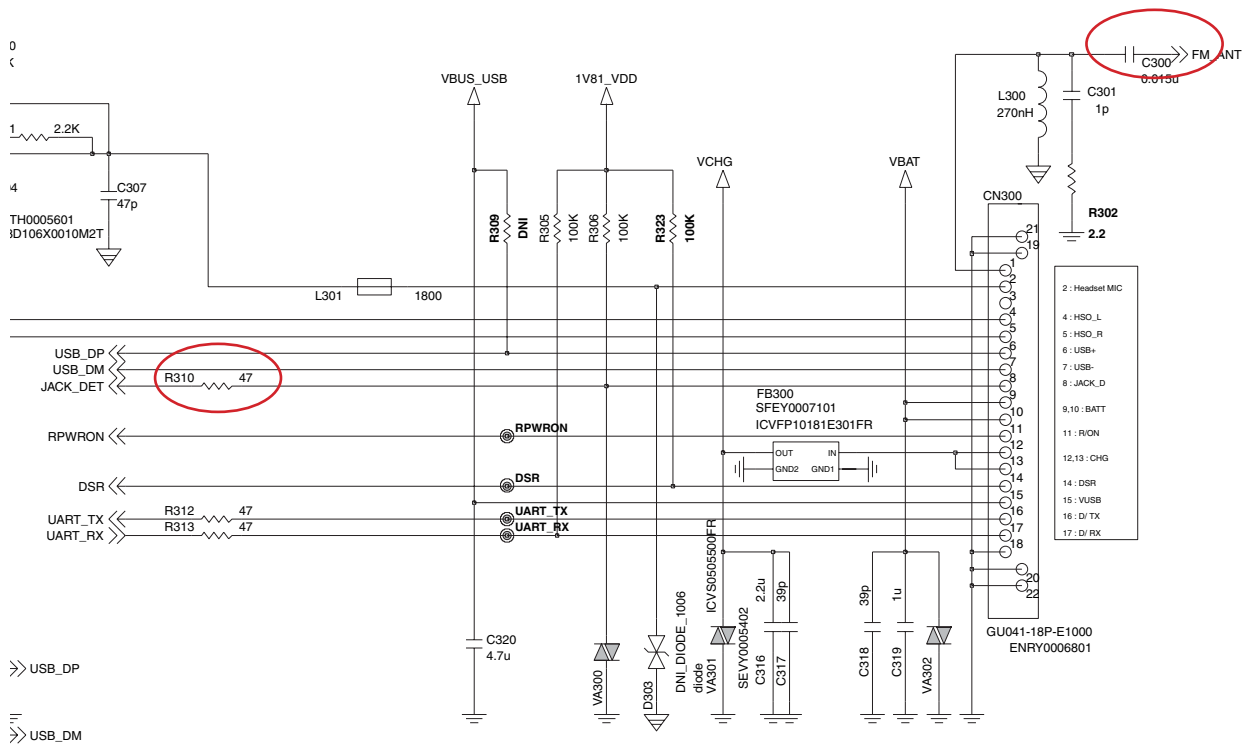 0
K
VBUS_USB
1V81_VDD
FM_ANT
C300
0.015u
L300
270nH
C301
1p
1
2.2K
VCHG
VBAT
C307
47p
04
TH0005601
3D106X0010M2T
R309
DNI
R305
100K
R306
100K
R323
100K
CN300
R302
2.2
21
19
1
2
3
4
5
6
7
8
9
10
11
12
13
14
15
16
17
18
20
22
2 : Headset MIC
4 : HSO_L
5 : HSO_R
6 : USB+
7 : USB-
8 : JACK_D
9,10 : BATT
11 : R/ON
12,13 : CHG
14 : DSR
15 : VUSB
16 : D/ TX
17 : D/ RX
L301
1800
USB_DP
USB_DM
JACK_DET
R310
47
FB300
SFEY0007101
ICVFP10181E301FR
OUT
IN
GND2
GND1
RPWRON
RPWRON
DSR
DSR
UART_TX
R312
47
UART_TX
UART_RX
R313
47
UART_RX
C320
4.7u
VA300
D303
DNI_DIODE_1006
diode
VA301
ICVS0505500FR
SEVY0005402
C316
2.2u
C317
39p
C318
39p
C319
1u
VA302
GU041-18P-E1000
ENRY0006801
USB_DP
USB_DM